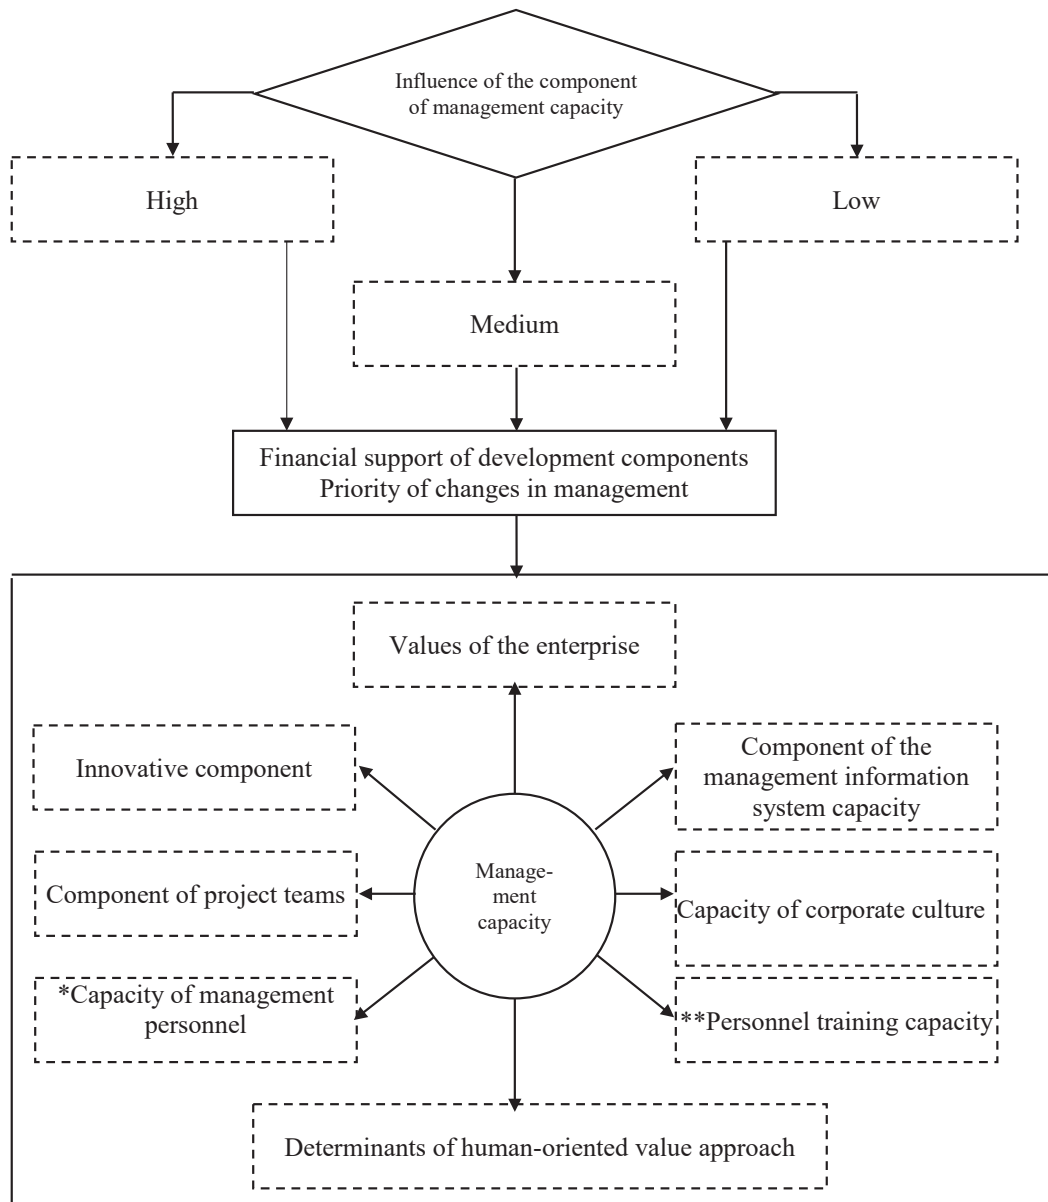 Influence of the component
of management capacity
High
Low
Medium
Financial support of development components
Priority of changes in management
Values of the enterprise
Innovative component
Component of the
management information
system capacity
Component of project teams
Manage-
ment
capacity
Capacity of corporate culture
*Capacity of management
personnel
**Personnel training capacity
Determinants of human-oriented value approach